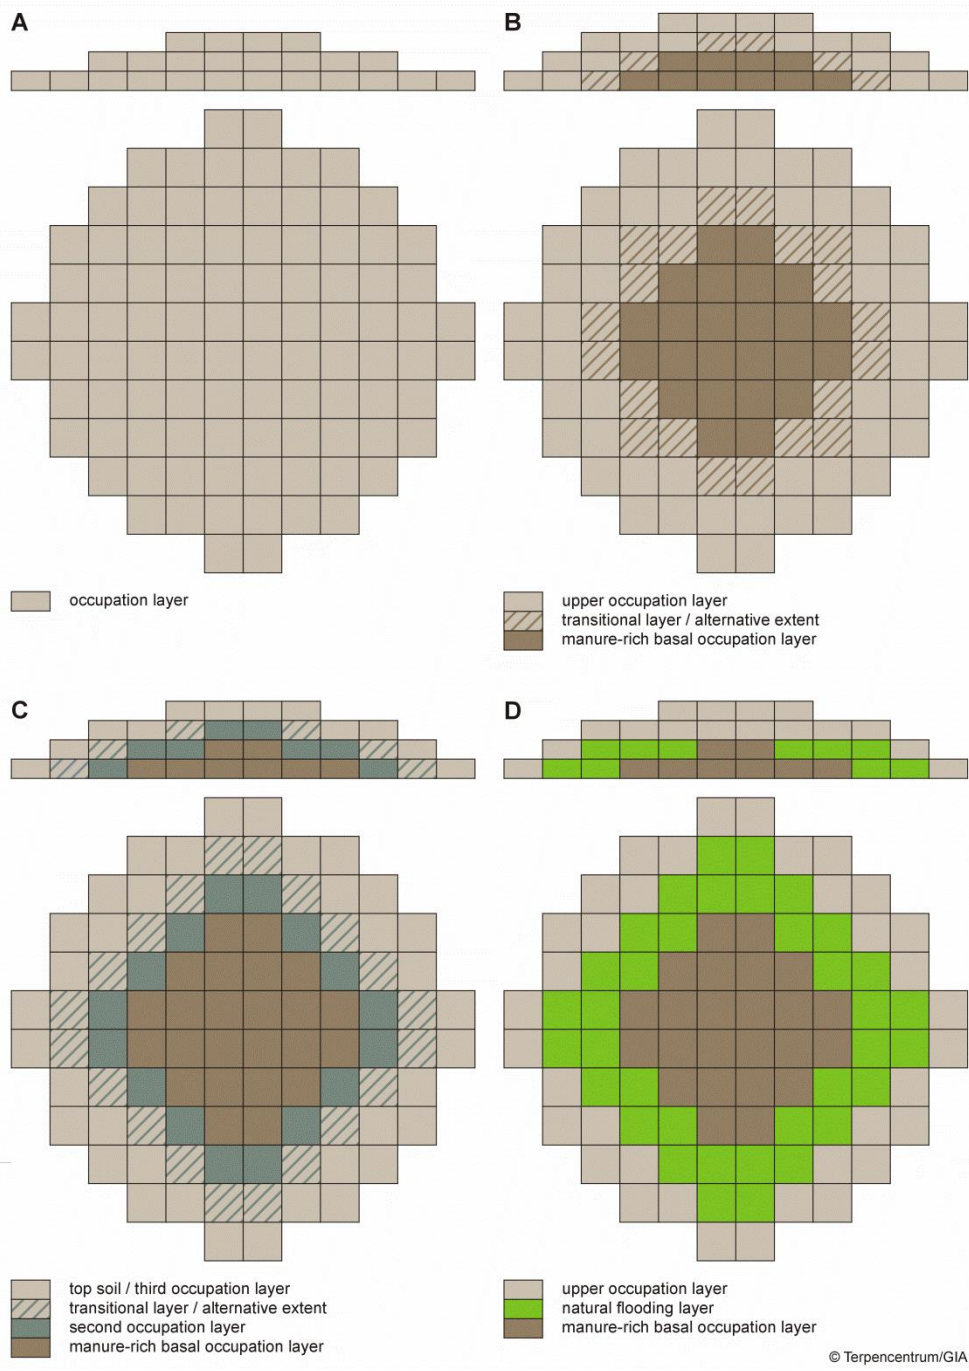 A
B
occupation layer
upper occupation layer
transitional layer / alternative extent
manure-rich basal occupation layer
C
D
top soil / third occupation layer
transitional layer / alternative extent
second occupation layer
manure-rich basal occupation layer
upper occupation layer
natural flooding layer
manure-rich basal occupation layer
© Terpencentrum/GIA